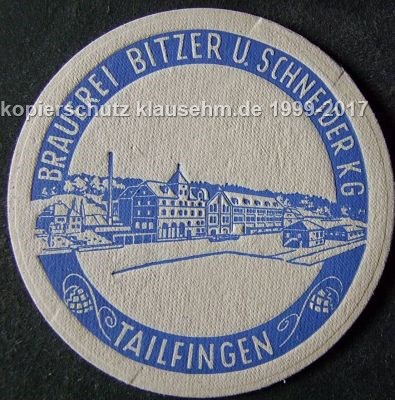 BRAUEREI BITZER U. SCHNEIDER KG
kopierschutz klausehm.de 1999-2017
TAILFINGEN